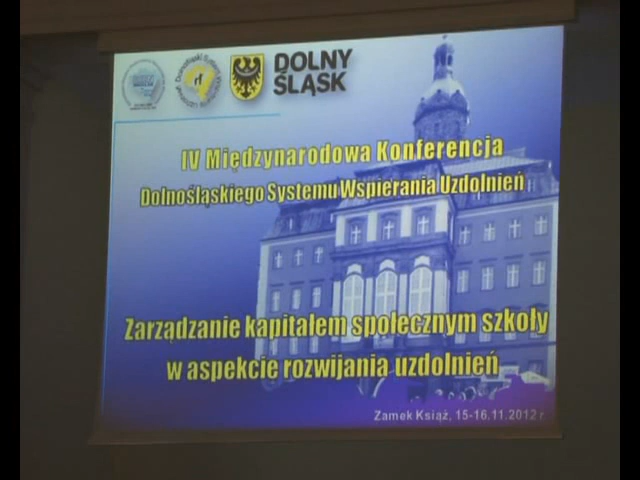 DOLNY
ŚLĄSK
IV Międzynarodowa Konferencja
Dolnośląskiego Systemu Wspierania Uzdolnień
Zarządzanie kapitałem społecznym szkoły
w aspekcie rozwijania uzdolnień
Zamek Książ, 15-16.11.2012 r